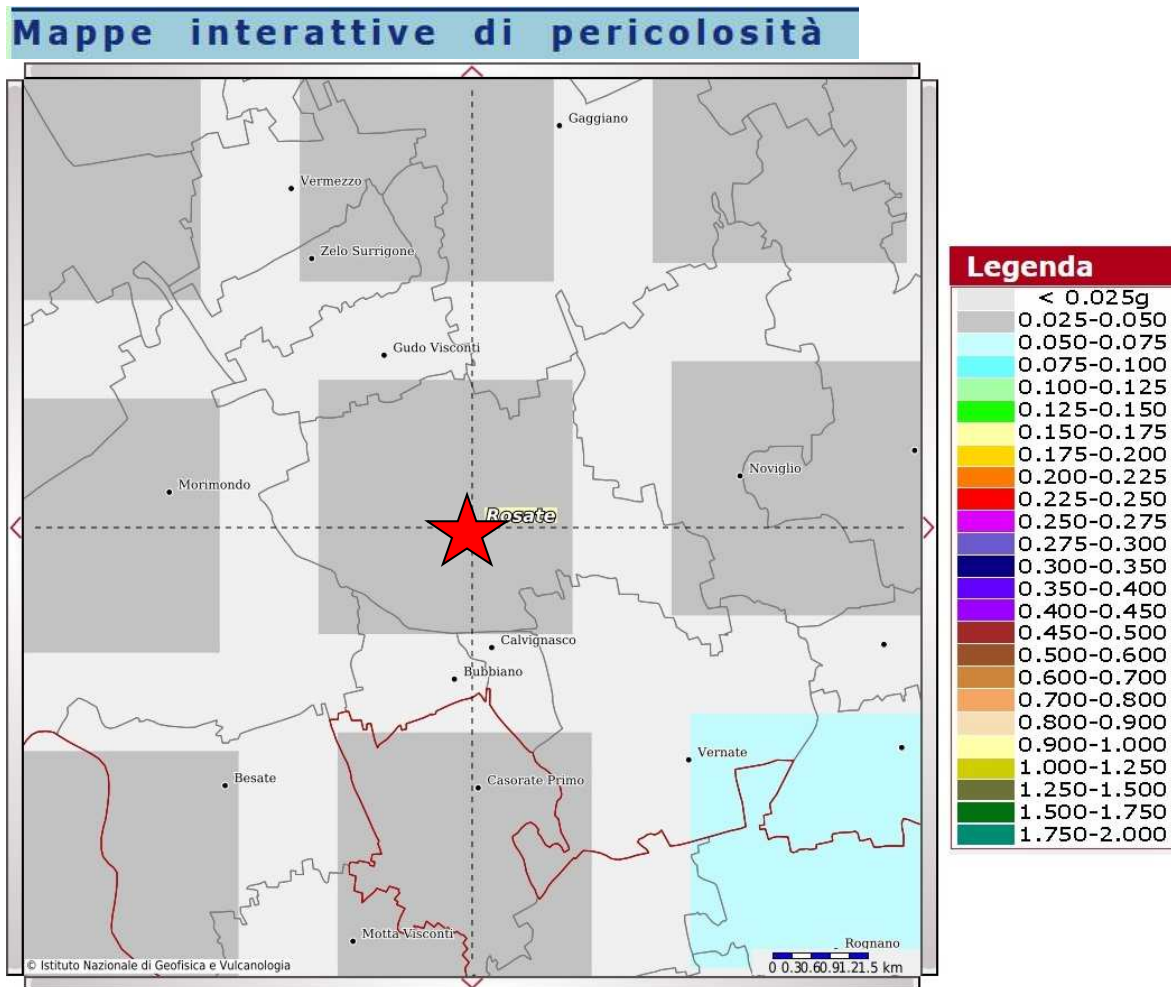 Mappe interattive di pericolosità
Gaggiano
Vermezzo
Zelo Surrigone
Gudo Visconti
Morimondo
Noviglio
Rosate
Calvignasco
Bubbiano
Vernate
Besate
Casorate Primo
Motta Visconti
Rognano
© Istituto Nazionale di Geofisica e Vulcanologia
0 0.30.60.91.21.5 km
Legenda
< 0.025g
0.025-0.050
0.050-0.075
0.075-0.100
0.100-0.125
0.125-0.150
0.150-0.175
0.175-0.200
0.200-0.225
0.225-0.250
0.250-0.275
0.275-0.300
0.300-0.350
0.350-0.400
0.400-0.450
0.450-0.500
0.500-0.600
0.600-0.700
0.700-0.800
0.800-0.900
0.900-1.000
1.000-1.250
1.250-1.500
1.500-1.750
1.750-2.000